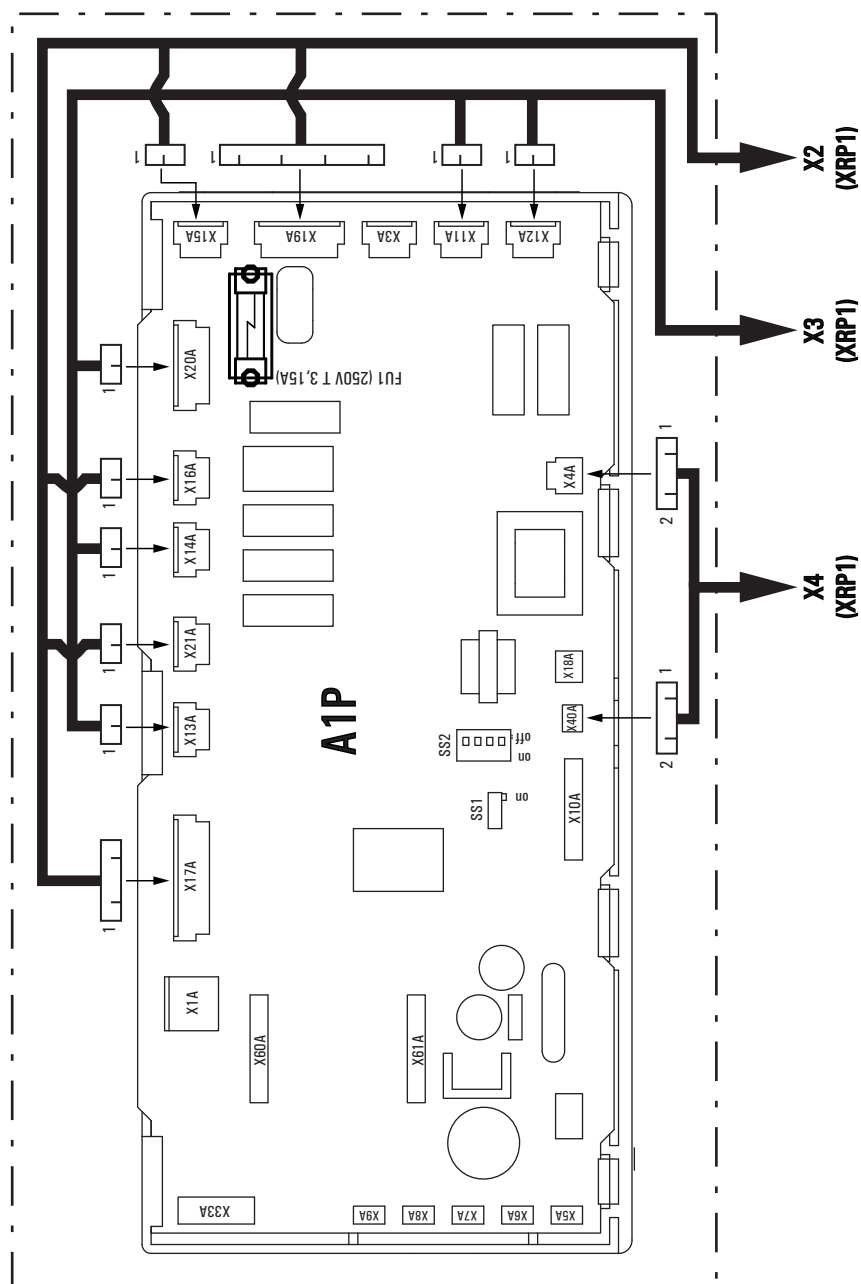 1
1
1
1
X2
(XRP1)
X15A
X19A
X3A
X11A
X12A
X3
(XRP1)
1
X20A
FU1 (250V T 3,15A)
1
X16A
X4A
1
2
1
X14A
X4
(XRP1)
1
X21A
X18A
1
X13A
A1P
SS2
off
on
X40A
1
2
SS1
on
X10A
1
X17A
X1A
X60A
X61A
X33A
X9A
X8A
X7A
X6A
X5A